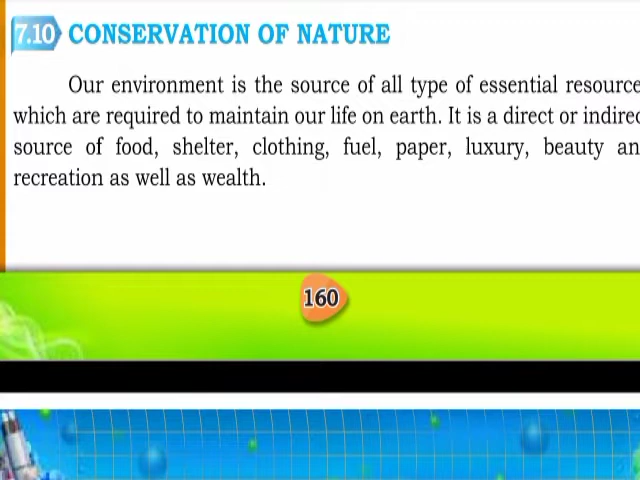 7.10 CONSERVATION OF NATURE
Our environment is the source of all type of essential resource
which are required to maintain our life on earth. It is a direct or indirec
source of food, shelter, clothing, fuel, paper, luxury, beauty an
recreation as well as wealth.
160